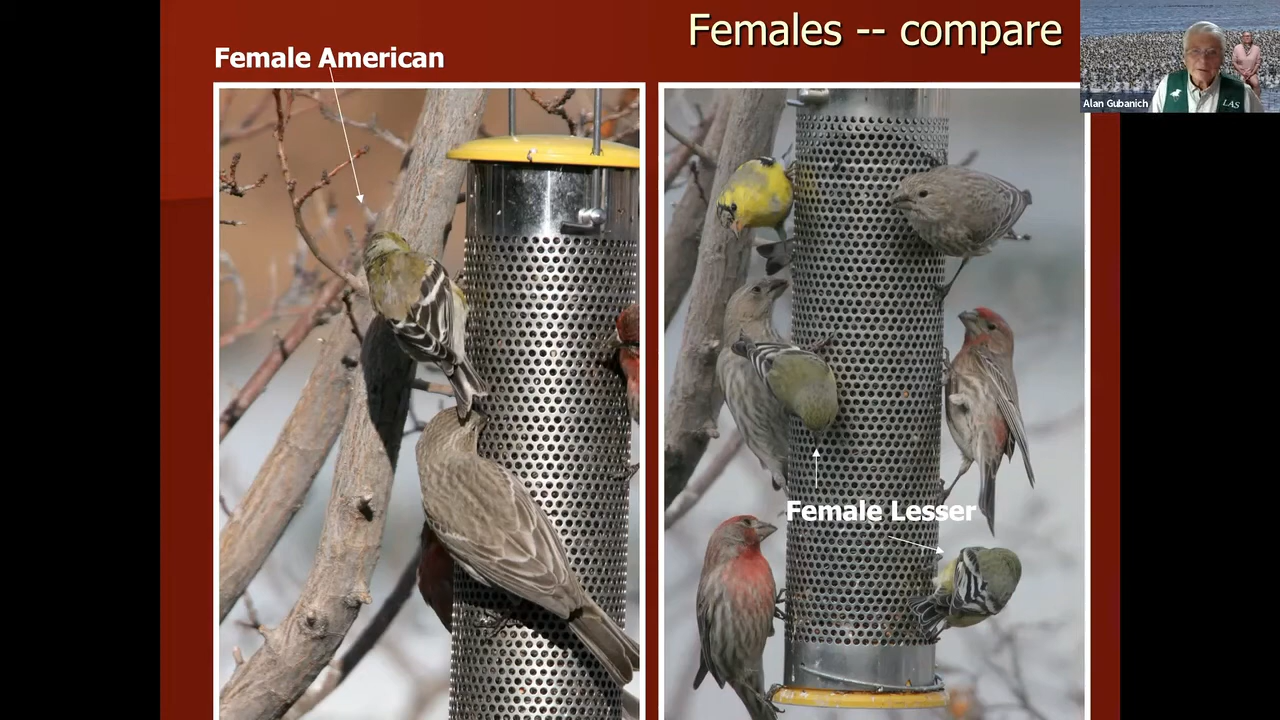 Females -- compare
Female American
Alan Gubanich
LAS
Female Lesser